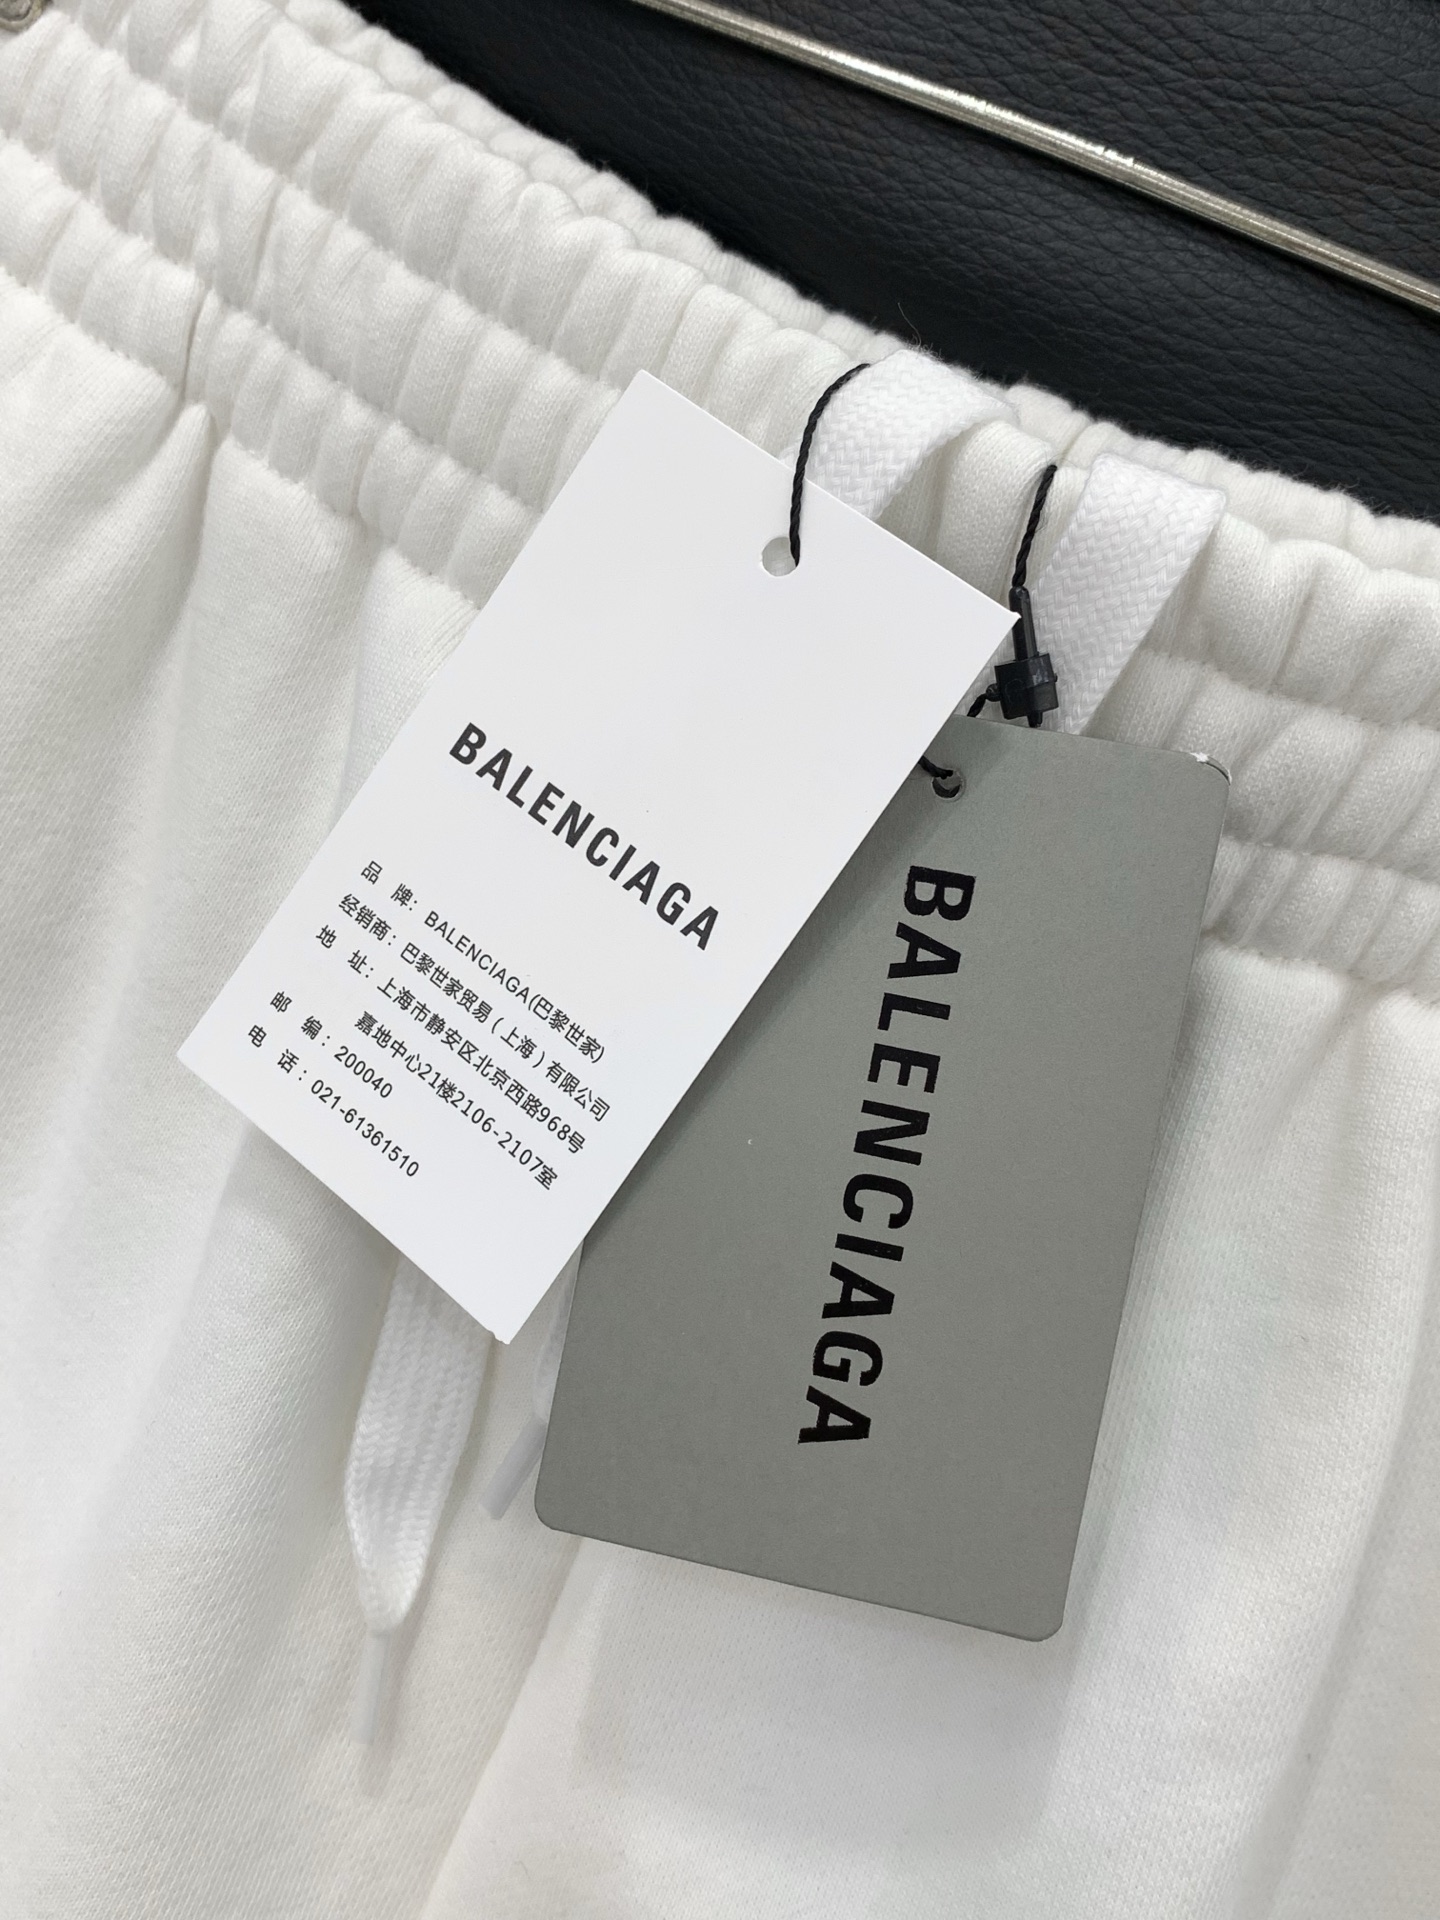 BALENCIAGA
品 牌：BALENCIAGA(巴黎世家)
经销商：巴黎世家贸易（上海）有限公司
地 址：上海市静安区北京西路968号
嘉地中心21楼2106-2107室
邮 编：200040
电 话：021-61361510
BALENCIAGA